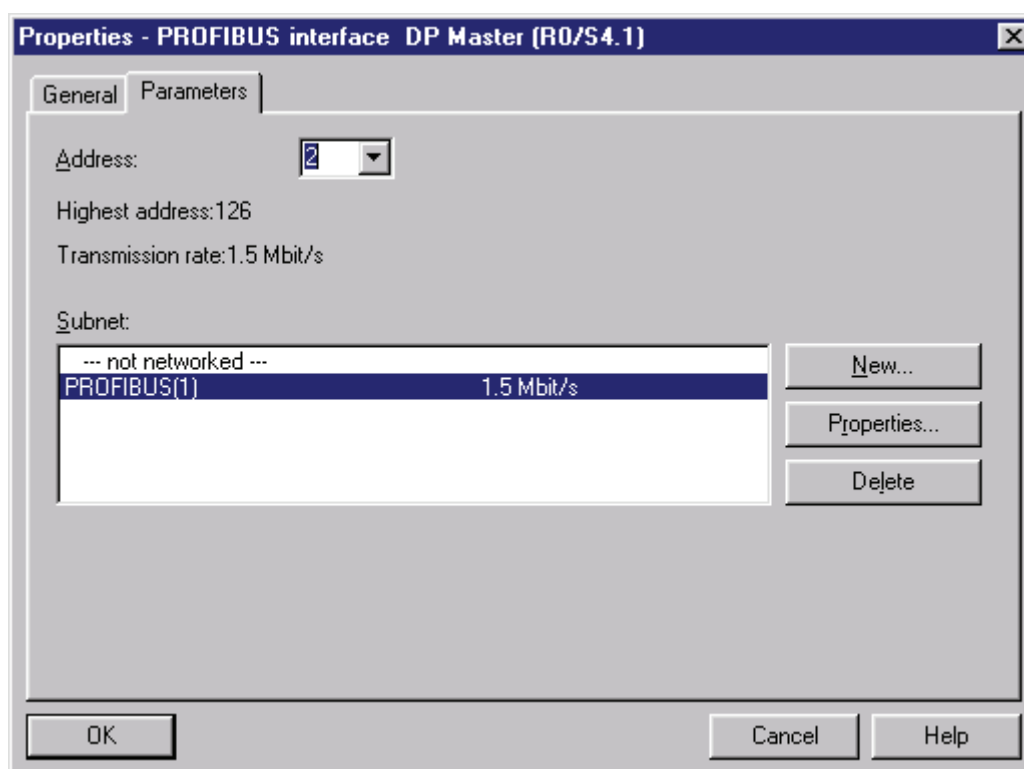 Properties - PROFIBUS interface  DP Master (R0/S4.1)
General Parameters
Address: 2
Highest address:126
Transmission rate:1.5 Mbit/s
Subnet:
--- not networked ---
PROFIBUS(1) 1.5 Mbit/s
New...
Properties...
Delete
OK Cancel Help